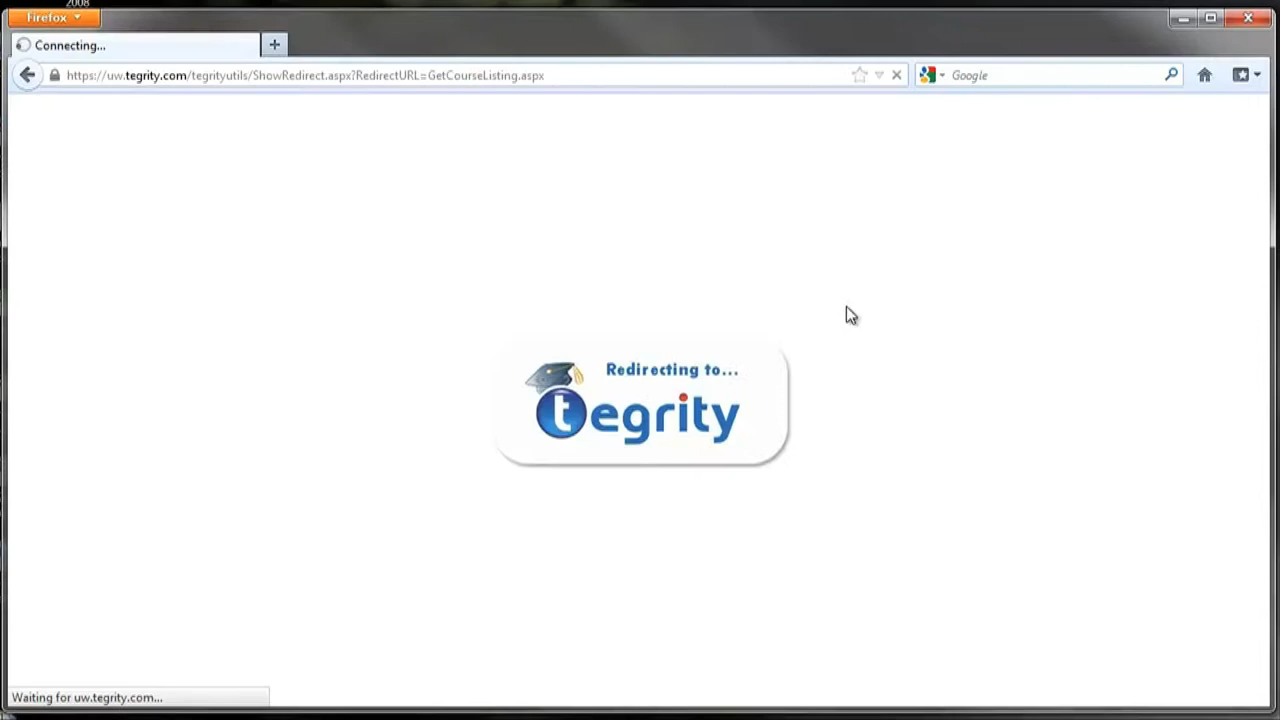 2008
Firefox
Connecting...
https://uw.tegrity.com/tegrityutils/ShowRedirect.aspx?RedirectURL=GetCourseListing.aspx
Google
Redirecting to...
tegrity
Waiting for uw.tegrity.com...